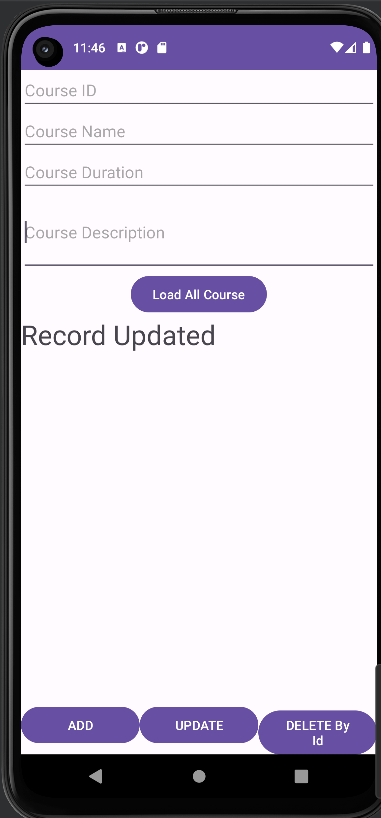 11:46
Course ID
Course Name
Course Duration
Course Description
Load All Course
Record Updated
ADD
UPDATE
DELETE By
Id